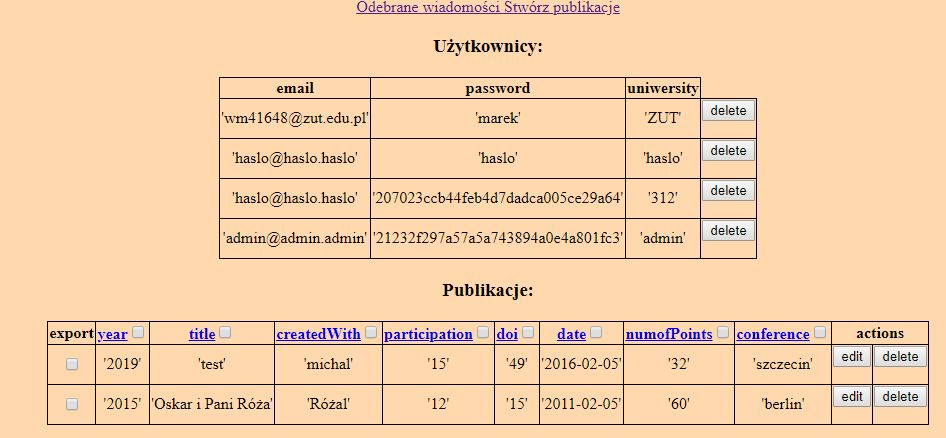 Odebrane wiadomości Stwórz publikacje
Użytkownicy:
email password uniwersity
'wm41648@zut.edu.pl' 'marek' 'ZUT' delete
'haslo@haslo.haslo' 'haslo' 'haslo' delete
'haslo@haslo.haslo' '207023ccb44feb4d7dadca005ce29a64' '312' delete
'admin@admin.admin' '21232f297a57a5a743894a0e4a801fc3' 'admin' delete
Publikacje:
export year title createdWith participation doi date numofPoints conference actions
'2019' 'test' 'michal' '15' '49' '2016-02-05' '32' 'szczecin' edit delete
'2015' 'Oskar i Pani Róża' 'Różal' '12' '15' '2011-02-05' '60' 'berlin' edit delete